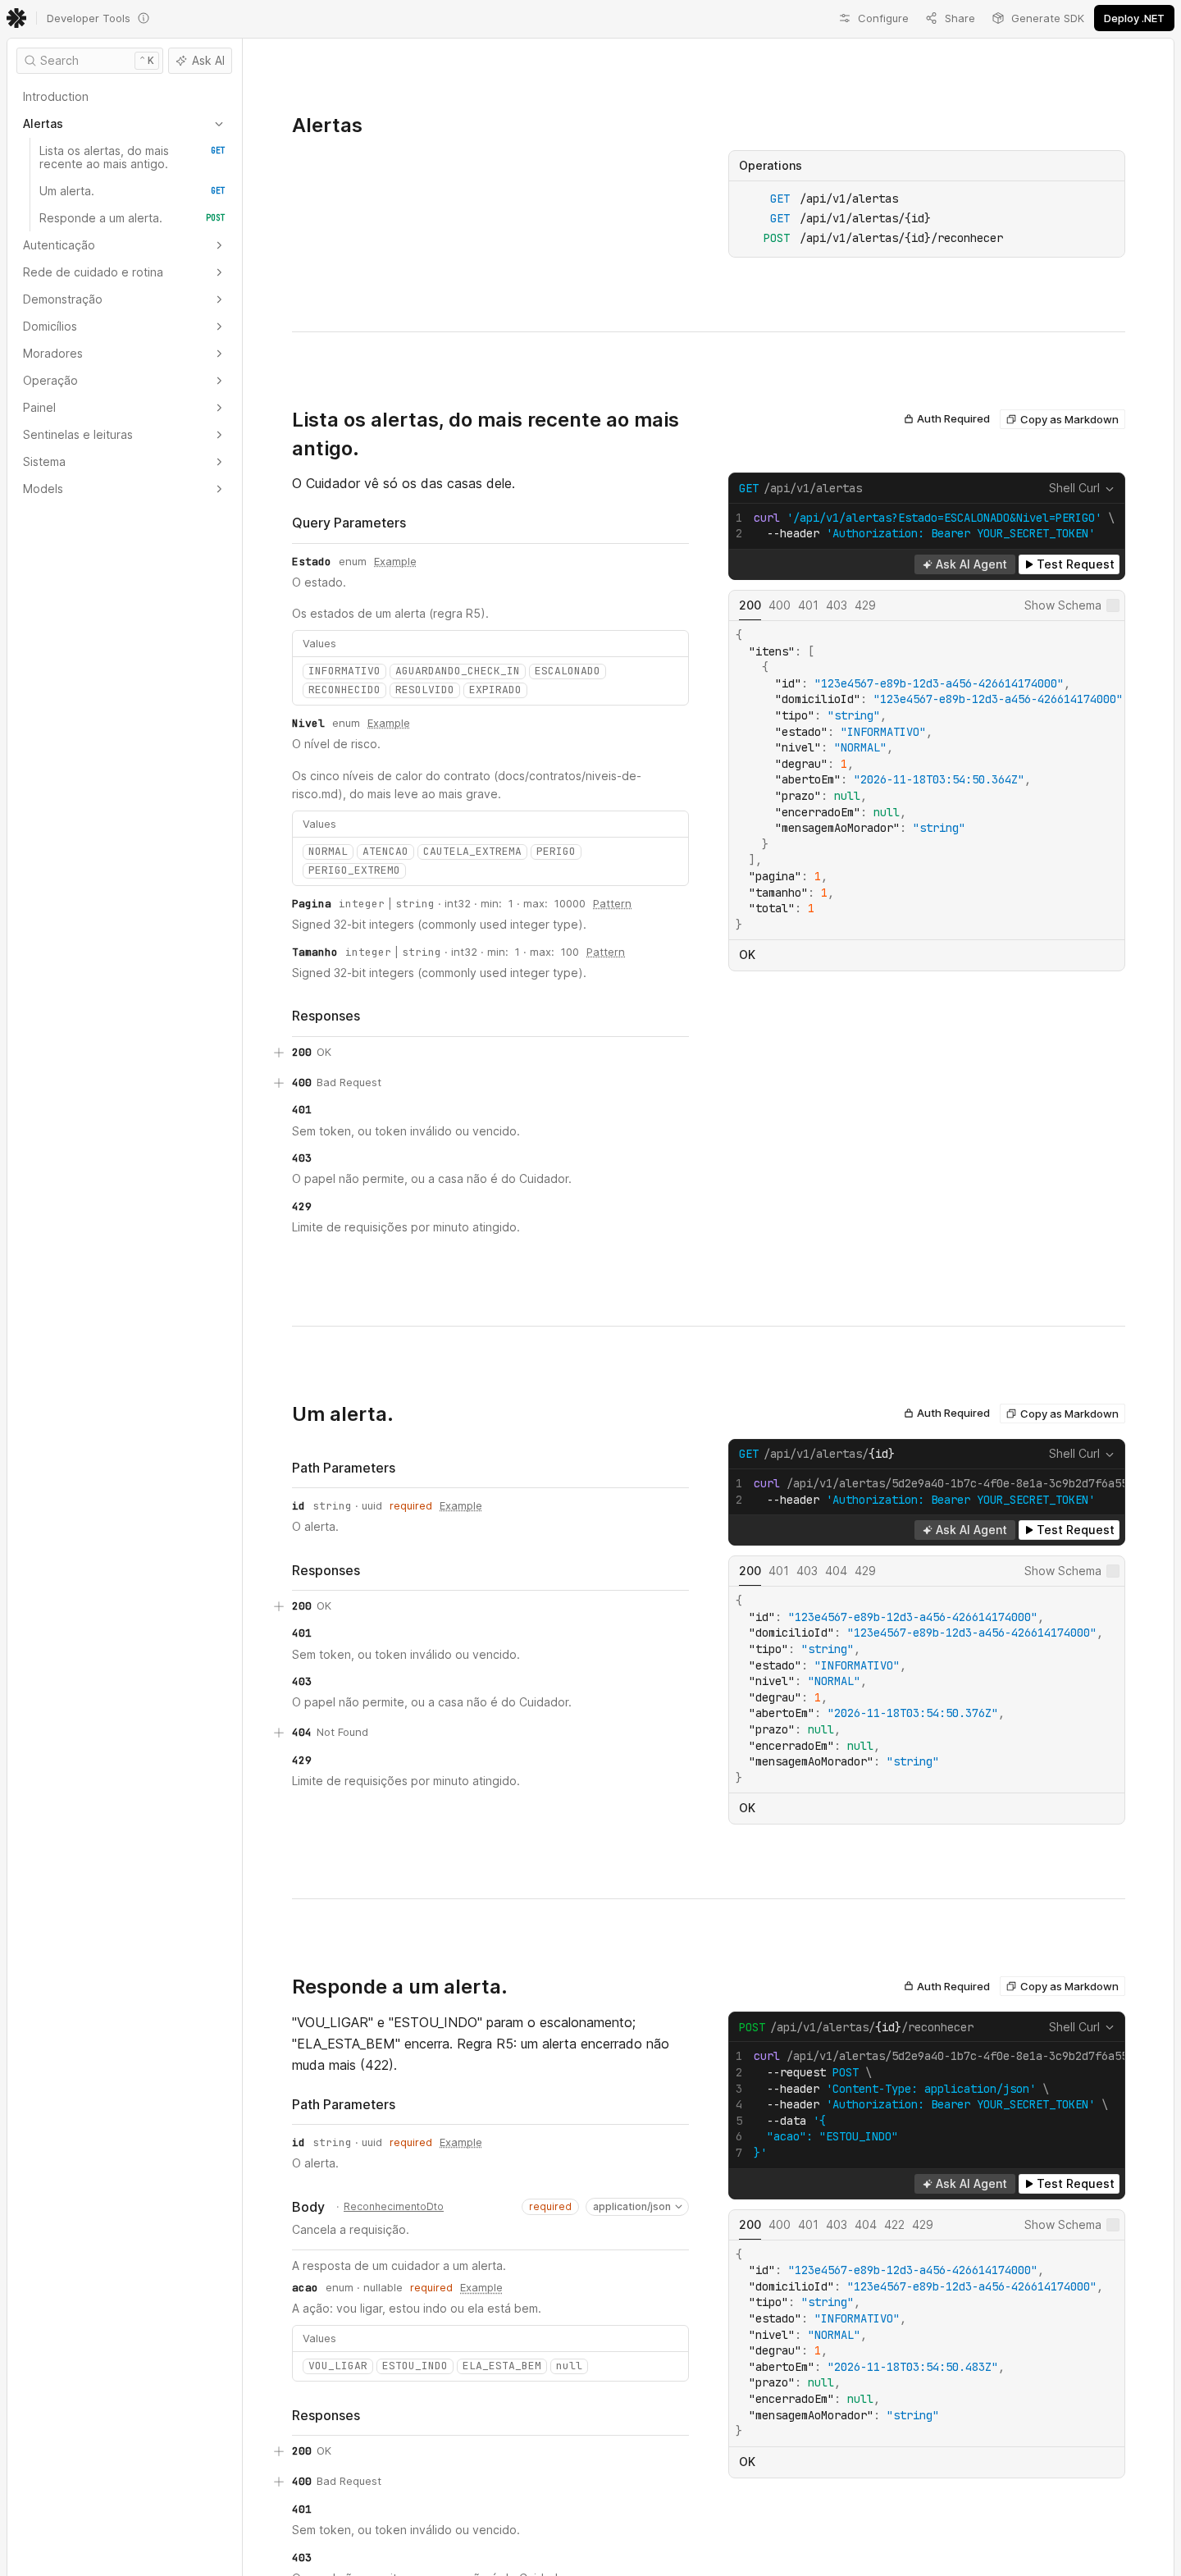 Developer Tools
Configure
Share
Generate SDK
Deploy .NET
Search
⌃K
Ask AI
Introduction
Alertas
Lista os alertas, do mais
recente ao mais antigo.
GET
Um alerta.
GET
Responde a um alerta.
POST
Autenticação
Rede de cuidado e rotina
Demonstração
Domicílios
Moradores
Operação
Painel
Sentinelas e leituras
Sistema
Models
Alertas
Operations
GET /api/v1/alertas
GET /api/v1/alertas/{id}
POST /api/v1/alertas/{id}/reconhecer
Lista os alertas, do mais recente ao mais
antigo.
Auth Required
Copy as Markdown
O Cuidador vê só os das casas dele.
Query Parameters
Estado enum Example
O estado.
Os estados de um alerta (regra R5).
Values
INFORMATIVO AGUARDANDO_CHECK_IN ESCALONADO
RECONHECIDO RESOLVIDO EXPIRADO
Nivel enum Example
O nível de risco.
Os cinco níveis de calor do contrato (docs/contratos/niveis-de-
risco.md), do mais leve ao mais grave.
Values
NORMAL ATENCAO CAUTELA_EXTREMA PERIGO
PERIGO_EXTREMO
Pagina integer | string · int32 · min: 1 · max: 10000 Pattern
Signed 32-bit integers (commonly used integer type).
Tamanho integer | string · int32 · min: 1 · max: 100 Pattern
Signed 32-bit integers (commonly used integer type).
Responses
200 OK
400 Bad Request
401
Sem token, ou token inválido ou vencido.
403
O papel não permite, ou a casa não é do Cuidador.
429
Limite de requisições por minuto atingido.
GET /api/v1/alertas
Shell Curl
1 curl '/api/v1/alertas?Estado=ESCALONADO&Nivel=PERIGO' \
2 --header 'Authorization: Bearer YOUR_SECRET_TOKEN'
Ask AI Agent
Test Request
200 400 401 403 429
Show Schema
{
"itens": [
{
"id": "123e4567-e89b-12d3-a456-426614174000",
"domicilioId": "123e4567-e89b-12d3-a456-426614174000"
"tipo": "string",
"estado": "INFORMATIVO",
"nivel": "NORMAL",
"degrau": 1,
"abertoEm": "2026-11-18T03:54:50.364Z",
"prazo": null,
"encerradoEm": null,
"mensagemAoMorador": "string"
}
],
"pagina": 1,
"tamanho": 1,
"total": 1
}
OK
Um alerta.
Auth Required
Copy as Markdown
Path Parameters
id string · uuid required Example
O alerta.
Responses
200 OK
401
Sem token, ou token inválido ou vencido.
403
O papel não permite, ou a casa não é do Cuidador.
404 Not Found
429
Limite de requisições por minuto atingido.
GET /api/v1/alertas/{id}
Shell Curl
1 curl /api/v1/alertas/5d2e9a40-1b7c-4f0e-8e1a-3c9b2d7f6a55
2 --header 'Authorization: Bearer YOUR_SECRET_TOKEN'
Ask AI Agent
Test Request
200 401 403 404 429
Show Schema
{
"id": "123e4567-e89b-12d3-a456-426614174000",
"domicilioId": "123e4567-e89b-12d3-a456-426614174000",
"tipo": "string",
"estado": "INFORMATIVO",
"nivel": "NORMAL",
"degrau": 1,
"abertoEm": "2026-11-18T03:54:50.376Z",
"prazo": null,
"encerradoEm": null,
"mensagemAoMorador": "string"
}
OK
Responde a um alerta.
Auth Required
Copy as Markdown
"VOU_LIGAR" e "ESTOU_INDO" param o escalonamento;
"ELA_ESTA_BEM" encerra. Regra R5: um alerta encerrado não
muda mais (422).
Path Parameters
id string · uuid required Example
O alerta.
Body · ReconhecimentoDto required application/json
Cancela a requisição.
A resposta de um cuidador a um alerta.
acao enum · nullable required Example
A ação: vou ligar, estou indo ou ela está bem.
Values
VOU_LIGAR ESTOU_INDO ELA_ESTA_BEM null
Responses
200 OK
400 Bad Request
401
Sem token, ou token inválido ou vencido.
403
POST /api/v1/alertas/{id}/reconhecer
Shell Curl
1 curl /api/v1/alertas/5d2e9a40-1b7c-4f0e-8e1a-3c9b2d7f6a55
2 --request POST \
3 --header 'Content-Type: application/json' \
4 --header 'Authorization: Bearer YOUR_SECRET_TOKEN' \
5 --data '{
6 "acao": "ESTOU_INDO"
7 }'
Ask AI Agent
Test Request
200 400 401 403 404 422 429
Show Schema
{
"id": "123e4567-e89b-12d3-a456-426614174000",
"domicilioId": "123e4567-e89b-12d3-a456-426614174000",
"tipo": "string",
"estado": "INFORMATIVO",
"nivel": "NORMAL",
"degrau": 1,
"abertoEm": "2026-11-18T03:54:50.483Z",
"prazo": null,
"encerradoEm": null,
"mensagemAoMorador": "string"
}
OK